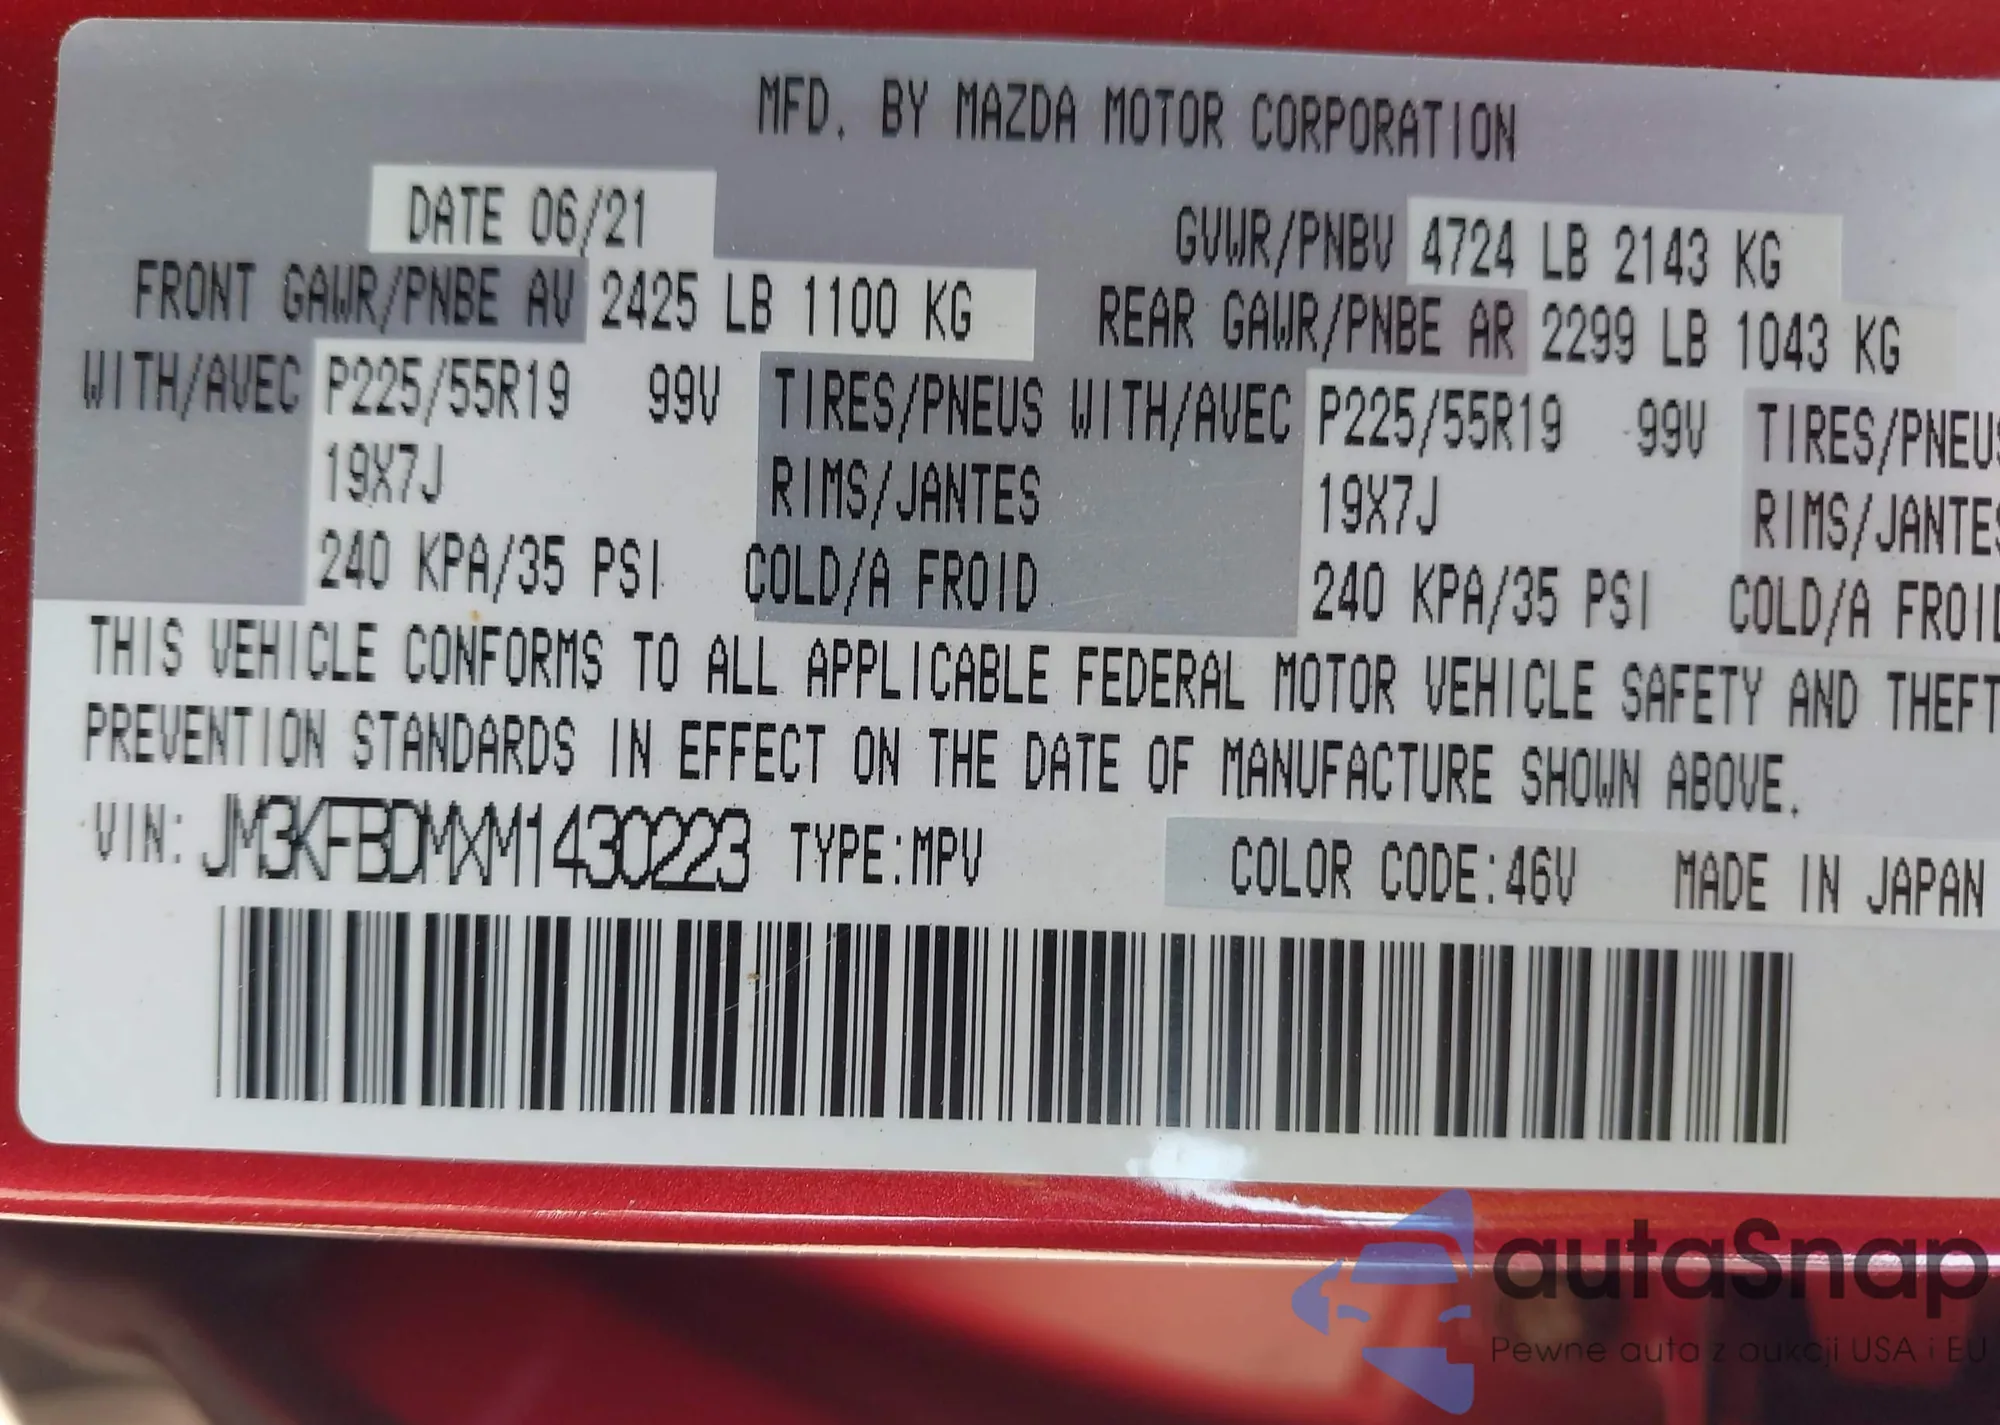 MFD. BY MAZDA MOTOR CORPORATION
DATE 06/21 GVWR/PNBV 4724 LB 2143 KG
FRONT GAWR/PNBE AV 2425 LB 1100 KG REAR GAWR/PNBE AR 2299 LB 1043 KG
WITH/AVEC P225/55R19 99V TIRES/PNEUS WITH/AVEC P225/55R19 99V TIRES/PNEUS
19X7J RIMS/JANTES 19X7J RIMS/JANTES
240 KPA/35 PSI COLD/A FROID 240 KPA/35 PSI COLD/A FROID
THIS VEHICLE CONFORMS TO ALL APPLICABLE FEDERAL MOTOR VEHICLE SAFETY AND THEFT
PREVENTION STANDARDS IN EFFECT ON THE DATE OF MANUFACTURE SHOWN ABOVE.
VIN: JM3KFBDMXM1430223 TYPE:MPV COLOR CODE:46V MADE IN JAPAN
autaSnap
Pewne auta z aukcji USA i EU